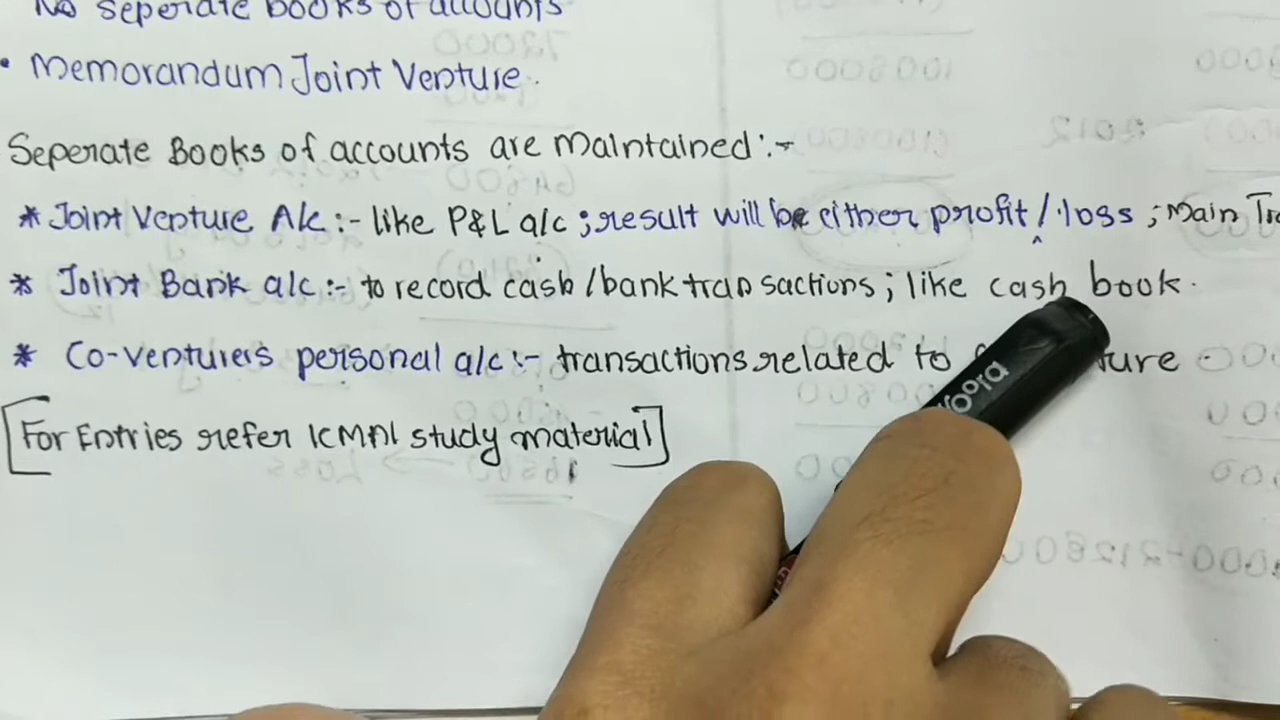 No Seperate Books of accounts
• Memorandum Joint Venture.
Seperate Books of accounts are Maintained :-
* Joint Venture A/c :- like P&L a/c ; result will be either profit / loss ; Main
* Joint Bank a/c :- to record cash / bank transactions ; like cash book.
* Co-venturers personal a/c :- transactions related to
[For Entries refer ICMAI study material]